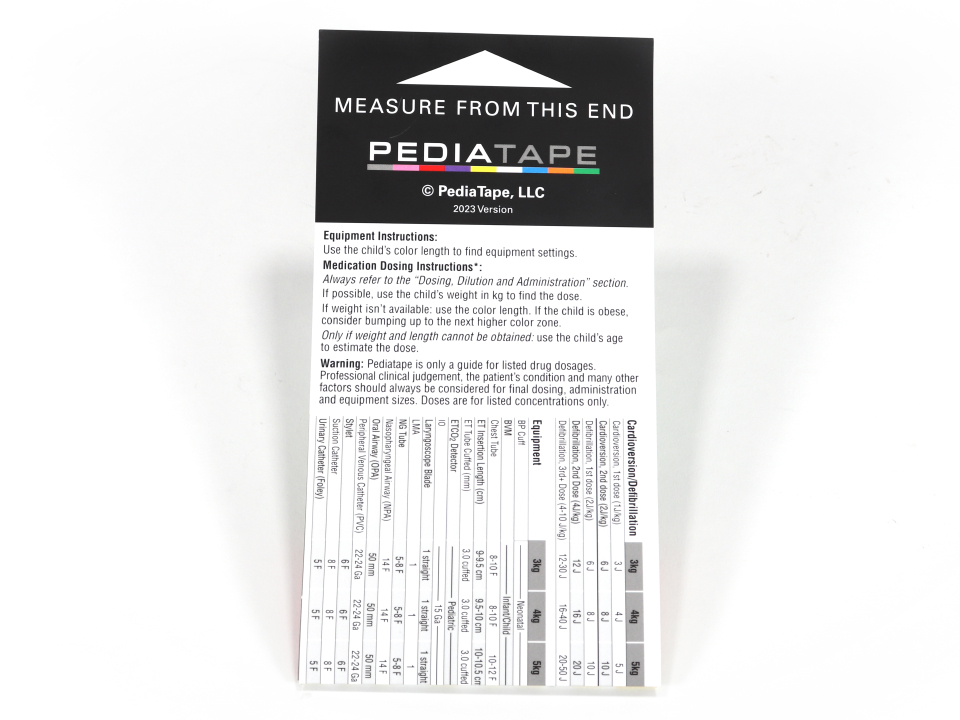 MEASURE FROM THIS END
PEDIATAPE
© PediaTape, LLC
2023 Version
Equipment Instructions:
Use the child's color length to find equipment settings.
Medication Dosing Instructions*:
Always refer to the "Dosing, Dilution and Administration" section.
If possible, use the child's weight in kg to find the dose.
If weight isn't available: use the color length. If the child is obese,
consider bumping up to the next higher color zone.
Only if weight and length cannot be obtained: use the child's age
to estimate the dose.
Warning: Pediatape is only a guide for listed drug dosages.
Professional clinical judgement, the patient's condition and many other
factors should always be considered for final dosing, administration
and equipment sizes. Doses are for listed concentrations only.
Cardioversion/Defibrillation 3kg 4kg 5kg
Cardioversion, 1st dose (1J/kg) 3 J 4 J 5 J
Cardioversion, 2nd dose (2J/kg) 6 J 8 J 10 J
Defibrillation, 1st dose (2J/kg) 6 J 8 J 10 J
Defibrillation, 2nd Dose (4J/kg) 12 J 16 J 20 J
Defibrillation, 3rd+ Dose (4-10 J/kg) 12-30 J 16-40 J 20-50 J
Equipment 3kg 4kg 5kg
BP Cuff Neonatal
BVM Infant/Child
Chest Tube 8-10 F 8-10 F 10-12 F
ET Insertion Length (cm) 9-9.5 cm 9.5-10 cm 10-10.5 cm
ET Tube Cuffed (mm) 3.0 cuffed 3.0 cuffed 3.0 cuffed
ETCO2 Detector Pediatric
IO 15 Ga
Laryngoscope Blade 1 straight 1 straight 1 straight
LMA 1 1 1
NG Tube 5-8 F 5-8 F 5-8 F
Nasopharyngeal Airway (NPA) 14 F 14 F 14 F
Oral Airway (OPA) 50 mm 50 mm 50 mm
Peripheral Venous Catheter (PVC) 22-24 Ga 22-24 Ga 22-24 Ga
Stylet 6 F 6 F 6 F
Suction Catheter 8 F 8 F 8 F
Urinary Catheter (Foley) 5 F 5 F 5 F